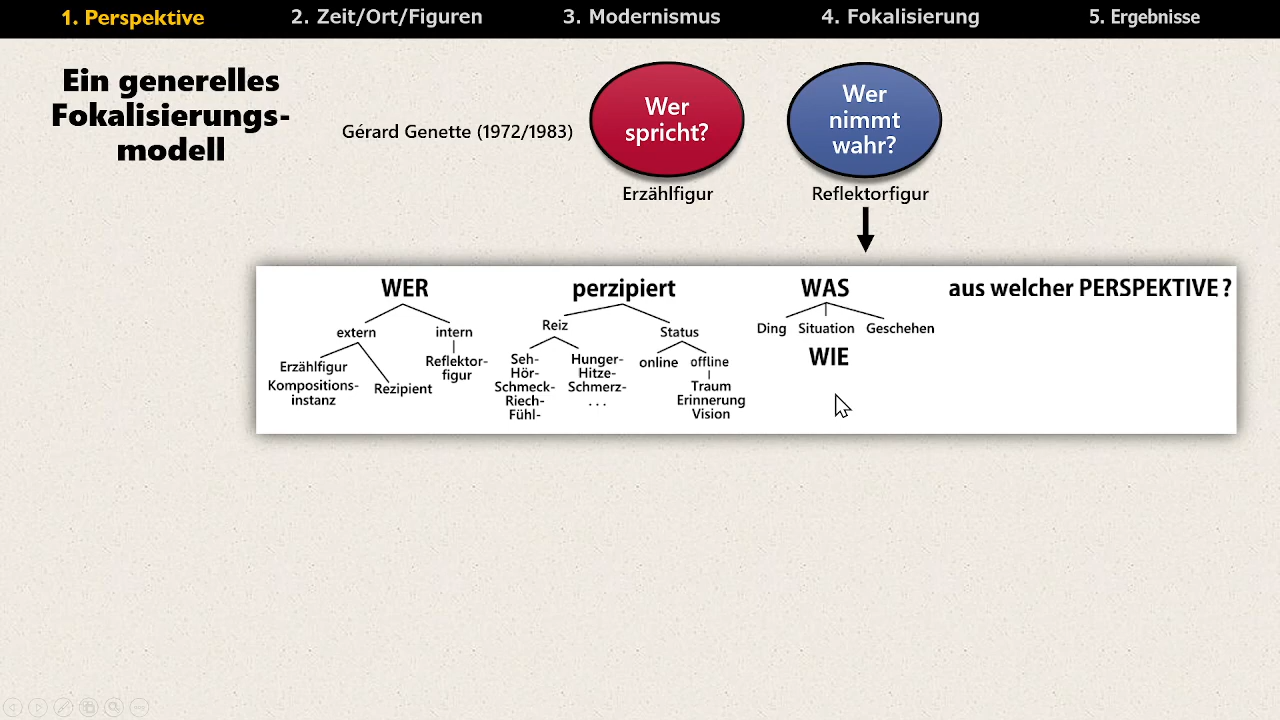 1. Perspektive 2. Zeit/Ort/Figuren 3. Modernismus 4. Fokalisierung 5. Ergebnisse
Ein generelles
Fokalisierungs-
modell
Gérard Genette (1972/1983)
Wer
spricht?
Erzählfigur
Wer
nimmt
wahr?
Reflektorfigur
WER
extern
intern
Erzählfigur
Kompositions-
instanz
Rezipient
Reflektor-
figur
perzipiert
Reiz
Status
Seh-
Hör-
Schmeck-
Riech-
Fühl-
Hunger-
Hitze-
Schmerz-
...
online
offline
Traum
Erinnerung
Vision
WAS
Ding
Situation
Geschehen
WIE
aus welcher PERSPEKTIVE ?